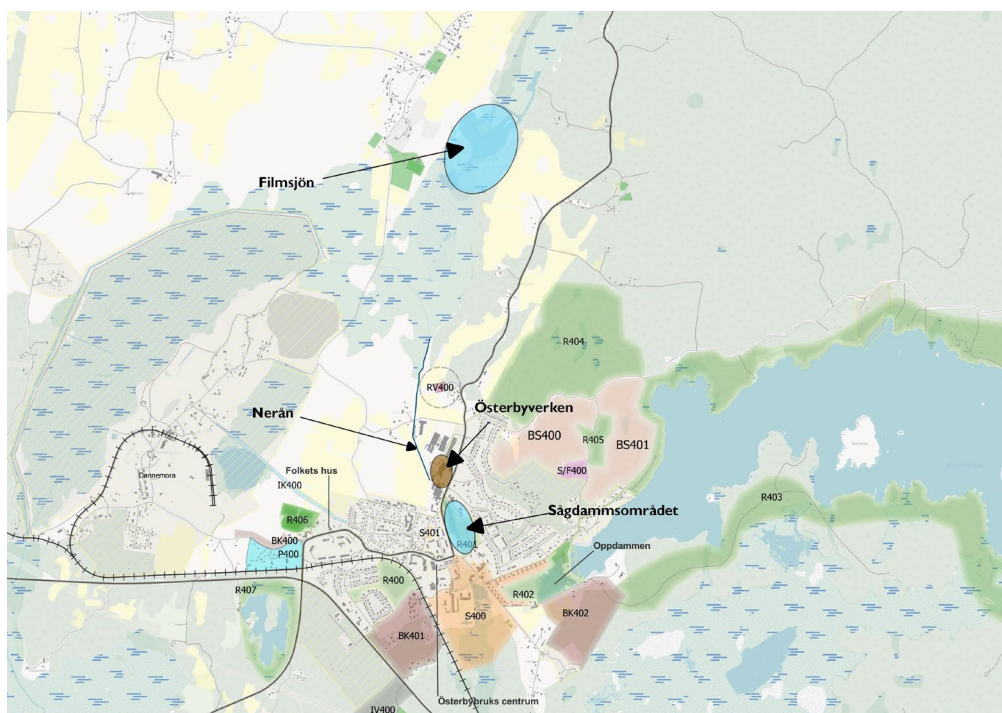 Filmsjön
R404
RV400
Österbyverken
Nerån
BS400
R405
BS401
Folkets hus
S/F400
Dannemora
IK400
R403
Sågdammsområdet
R406
S401
R401
BK400
Oppdammen
P400
R407
R400
R402
BK402
S400
BK401
Österbybruks centrum
IV400